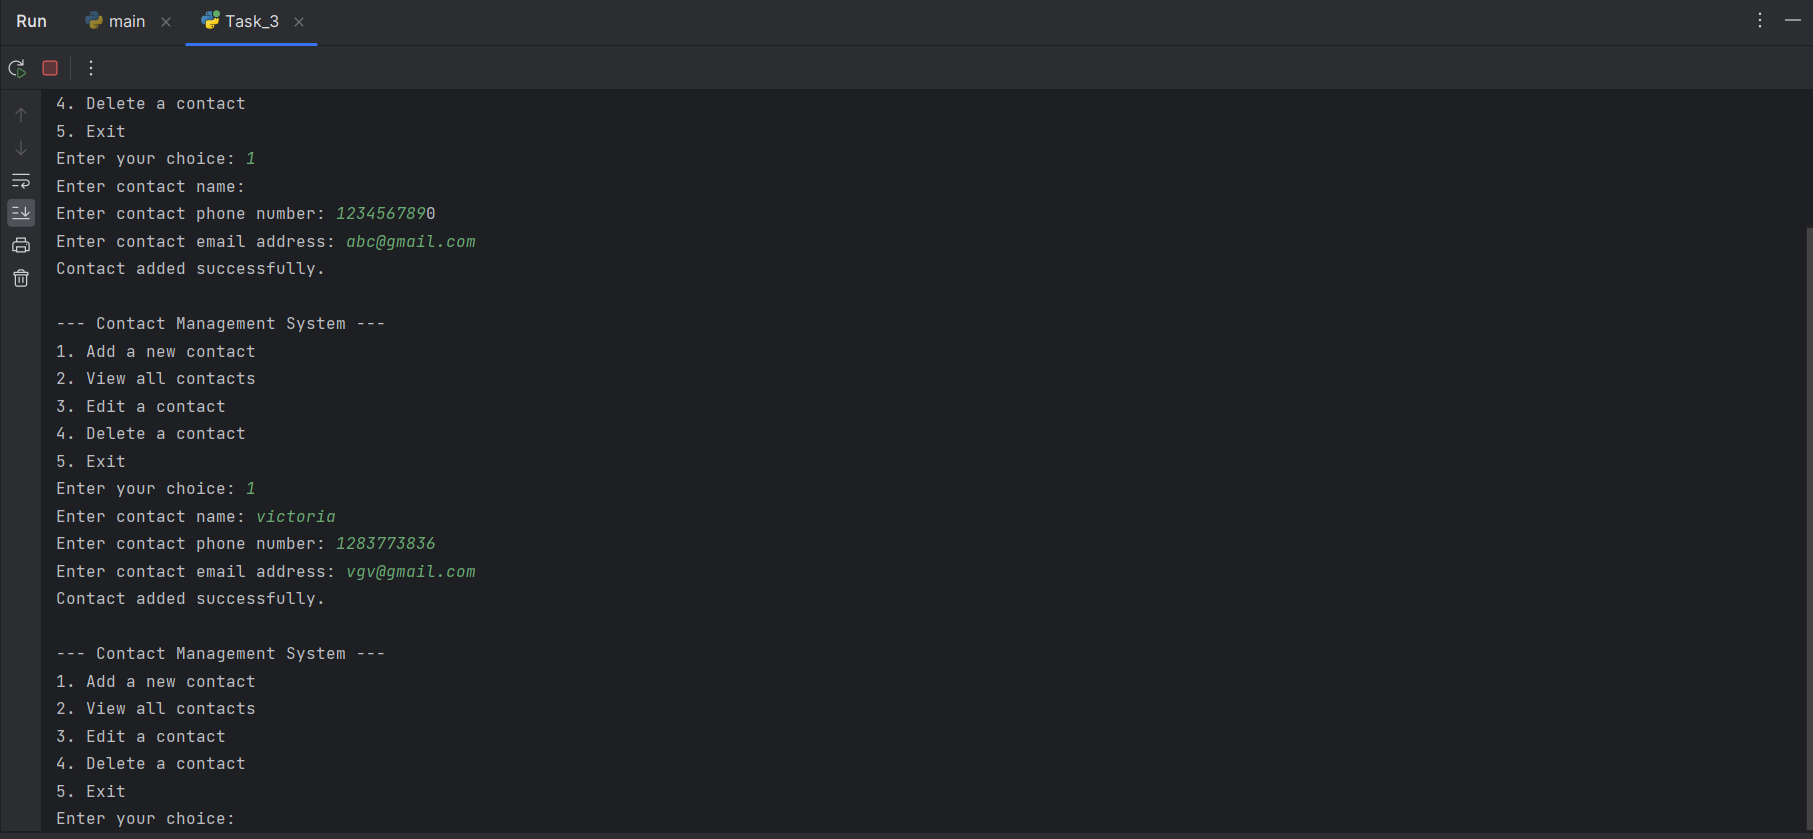 Run main Task_3
4. Delete a contact
5. Exit
Enter your choice: 1
Enter contact name:
Enter contact phone number: 1234567890
Enter contact email address: abc@gmail.com
Contact added successfully.
--- Contact Management System ---
1. Add a new contact
2. View all contacts
3. Edit a contact
4. Delete a contact
5. Exit
Enter your choice: 1
Enter contact name: victoria
Enter contact phone number: 1283773836
Enter contact email address: vgv@gmail.com
Contact added successfully.
--- Contact Management System ---
1. Add a new contact
2. View all contacts
3. Edit a contact
4. Delete a contact
5. Exit
Enter your choice: